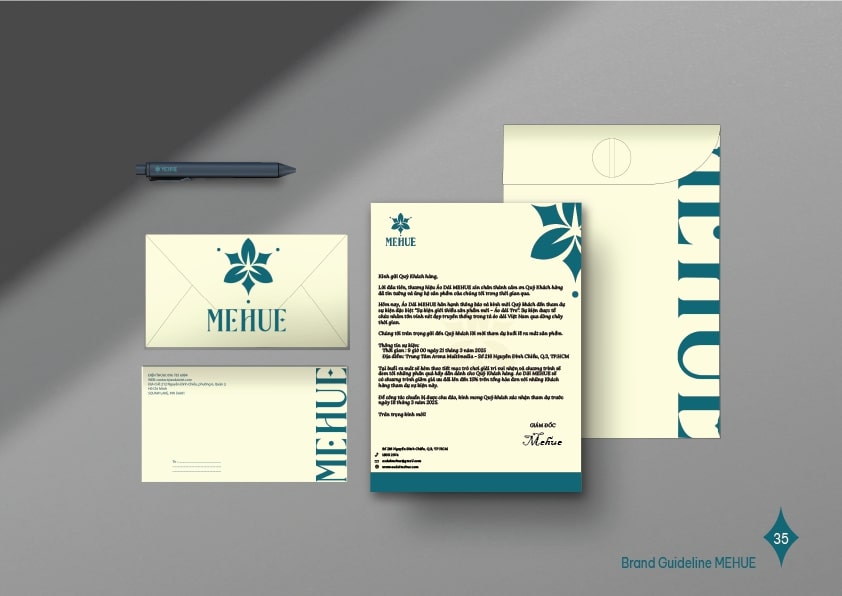 MEHUE
MEHUE
MEHUE
MEHUE
MEHUE
Kính gửi Quý Khách hàng,
Lời đầu tiên, thương hiệu Áo Dài MEHUE xin chân thành cảm ơn Quý Khách hàng
đã tin tưởng và ủng hộ sản phẩm của chúng tôi trong thời gian qua.
Hôm nay, Áo Dài MEHUE hân hạnh thông báo và kính mời Quý Khách đến tham dự
sự kiện đặc biệt "Sự kiện giới thiệu sản phẩm mới - Áo dài Tre". Sự kiện được tổ
chức nhằm tôn vinh nét đẹp truyền thống trong tà áo dài Việt Nam qua dòng chảy
thời gian.
Chúng tôi trân trọng gửi đến Quý khách lời mời tham dự buổi lễ ra mắt sản phẩm.
Thông tin sự kiện:
Thời gian : 9 giờ 00 ngày 21 tháng 3 năm 2025
Địa điểm: Trung Tâm Arena Multimedia - Số 218 Nguyễn Đình Chiểu, Q.3, TP.HCM
Tại buổi ra mắt sẽ kèm theo tiết mục trò chơi giải trí vui nhộn và chương trình sẽ
đem tới những phần quà hấp dẫn dành cho Quý Khách hàng. Áo Dài MEHUE sẽ
có chương trình giảm giá ưu đãi lên đến 15% trên tổng hóa đơn với những Khách
hàng tham dự sự kiện này.
Để công tác chuẩn bị được chu đáo, kính mong Quý khách xác nhận tham dự trước
ngày 18 tháng 3 năm 2025.
Trân trọng kính mời!
GIÁM ĐỐC
Mehue
Số 218 Nguyễn Đình Chiểu, Q.3, TP HCM
To
35
Brand Guideline MEHUE